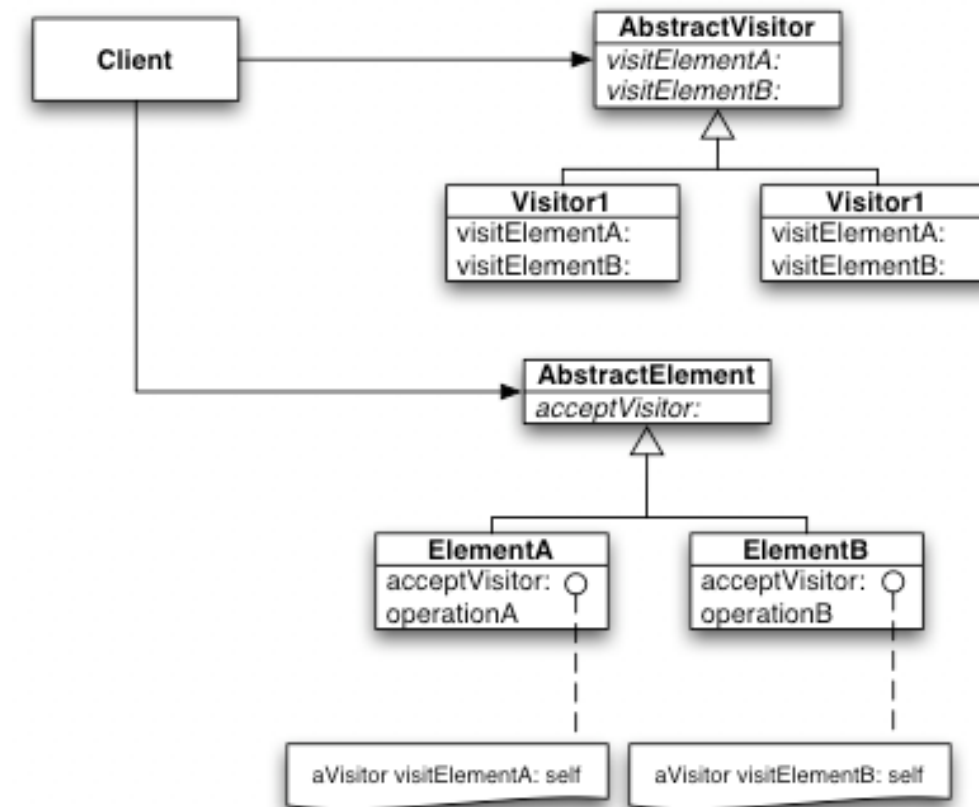 Client
AbstractVisitor
visitElementA:
visitElementB:
Visitor1
visitElementA:
visitElementB:
Visitor1
visitElementA:
visitElementB:
AbstractElement
acceptVisitor:
ElementA
acceptVisitor:
operationA
ElementB
acceptVisitor:
operationB
aVisitor visitElementA: self
aVisitor visitElementB: self